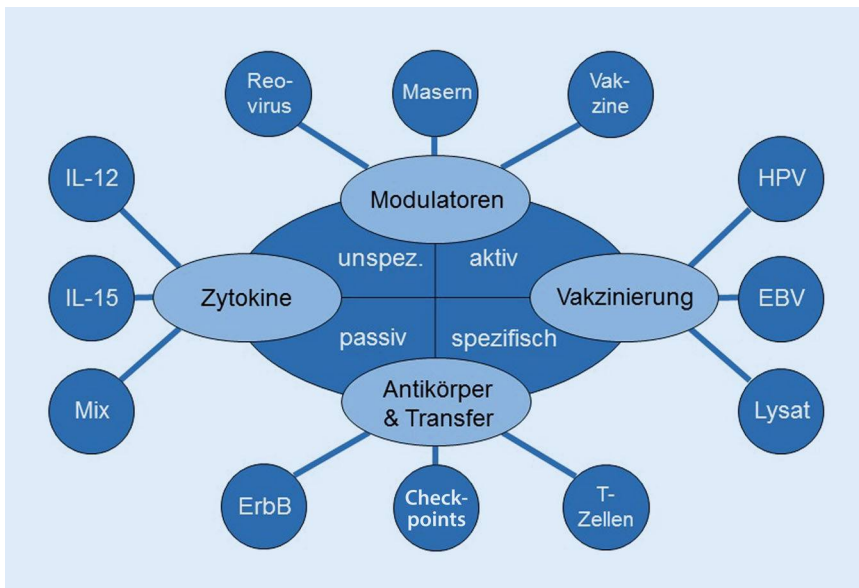 Reo-
virus
Masern
Vak-
zine
IL-12
Modulatoren
HPV
unspez.
aktiv
IL-15
Zytokine
Vakzinierung
EBV
passiv
spezifisch
Mix
Antikörper
& Transfer
Lysat
ErbB
Check-
points
T-
Zellen